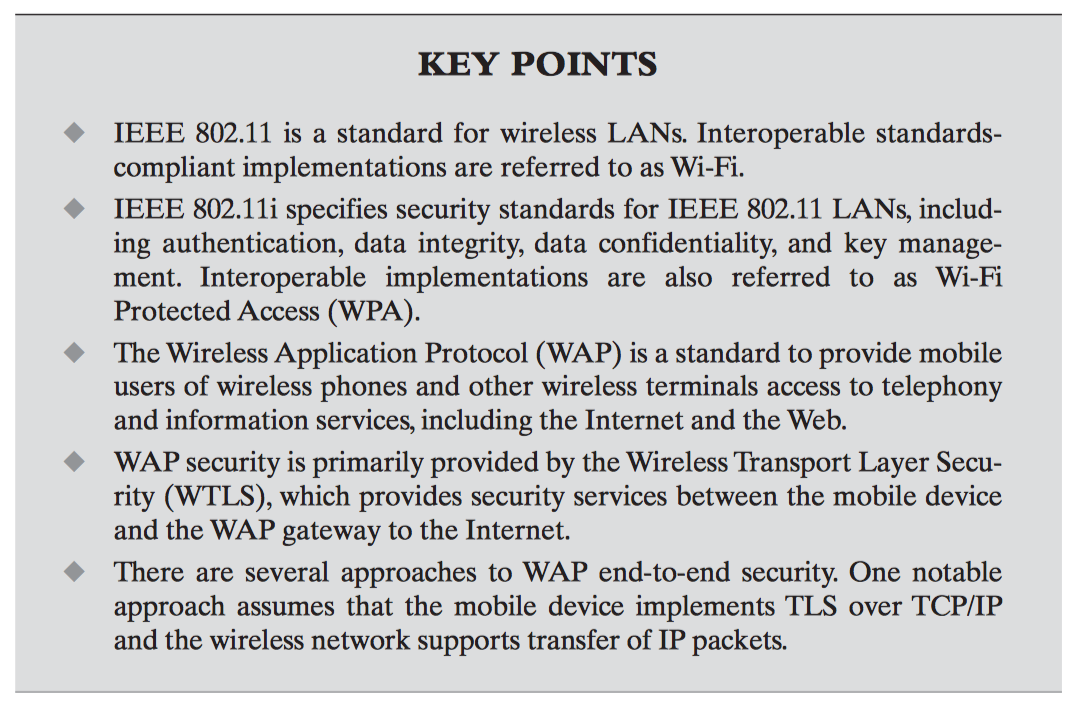 KEY POINTS
◆ IEEE 802.11 is a standard for wireless LANs. Interoperable standards-
compliant implementations are referred to as Wi-Fi.
◆ IEEE 802.11i specifies security standards for IEEE 802.11 LANs, includ-
ing authentication, data integrity, data confidentiality, and key manage-
ment. Interoperable implementations are also referred to as Wi-Fi
Protected Access (WPA).
◆ The Wireless Application Protocol (WAP) is a standard to provide mobile
users of wireless phones and other wireless terminals access to telephony
and information services, including the Internet and the Web.
◆ WAP security is primarily provided by the Wireless Transport Layer Secu-
rity (WTLS), which provides security services between the mobile device
and the WAP gateway to the Internet.
◆ There are several approaches to WAP end-to-end security. One notable
approach assumes that the mobile device implements TLS over TCP/IP
and the wireless network supports transfer of IP packets.